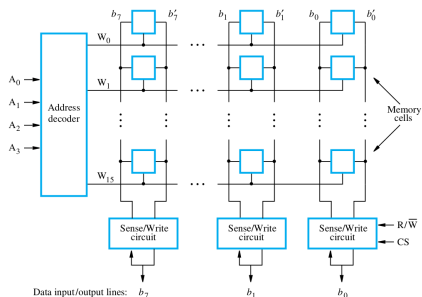 b7 b′7 b1 b′1 b0 b′0
W0
A0
W1
A1
Address
decoder
A2
A3
Memory
cells
W15
Sense/Write
circuit
Sense/Write
circuit
Sense/Write
circuit
R/W̅
CS
Data input/output lines: b7 b1 b0